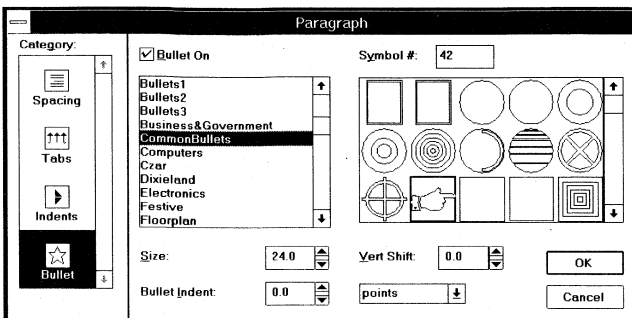 Paragraph
Category:
Spacing
Tabs
Indents
Bullet
Bullet On
Symbol #: 42
Bullets1
Bullets2
Bullets3
Business&Government
CommonBullets
Computers
Czar
Dixieland
Electronics
Festive
Floorplan
Size: 24.0
Vert Shift: 0.0
OK
Bullet Indent: 0.0
points
Cancel